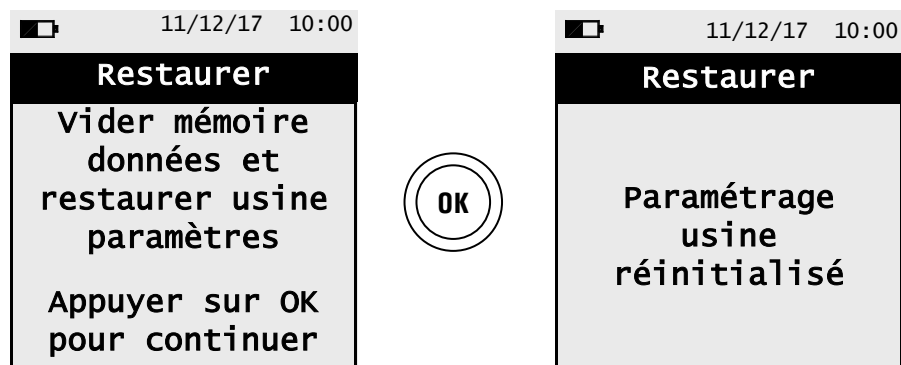 11/12/17 10:00
Restaurer
Vider mémoire
données et
restaurer usine
paramètres
Appuyer sur OK
pour continuer
OK
11/12/17 10:00
Restaurer
Paramétrage
usine
réinitialisé